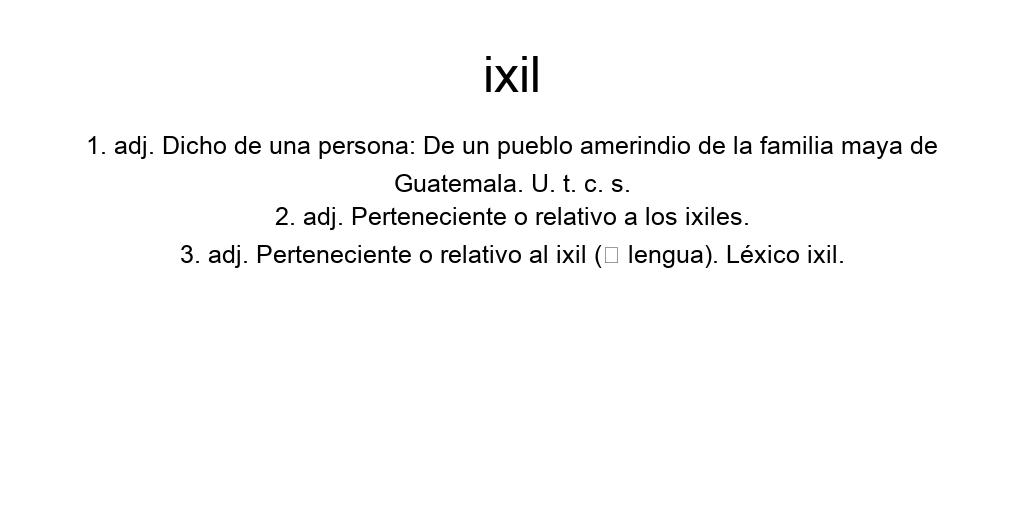 ixil
1. adj. Dicho de una persona: De un pueblo amerindio de la familia maya de
Guatemala. U. t. c. s.
2. adj. Perteneciente o relativo a los ixiles.
3. adj. Perteneciente o relativo al ixil (□ lengua). Léxico ixil.